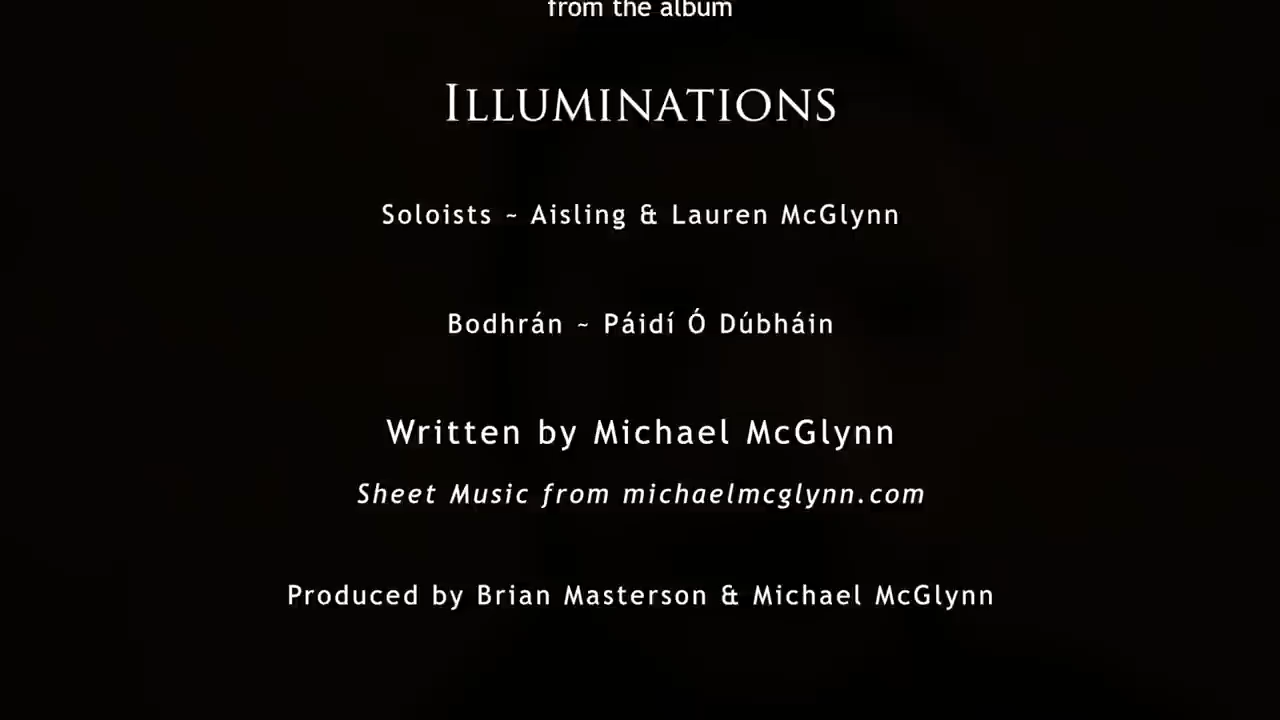 from the album
ILLUMINATIONS
Soloists ~ Aisling & Lauren McGlynn
Bodhrán ~ Páidí Ó Dúbháin
Written by Michael McGlynn
Sheet Music from michaelmcglynn.com
Produced by Brian Masterson & Michael McGlynn